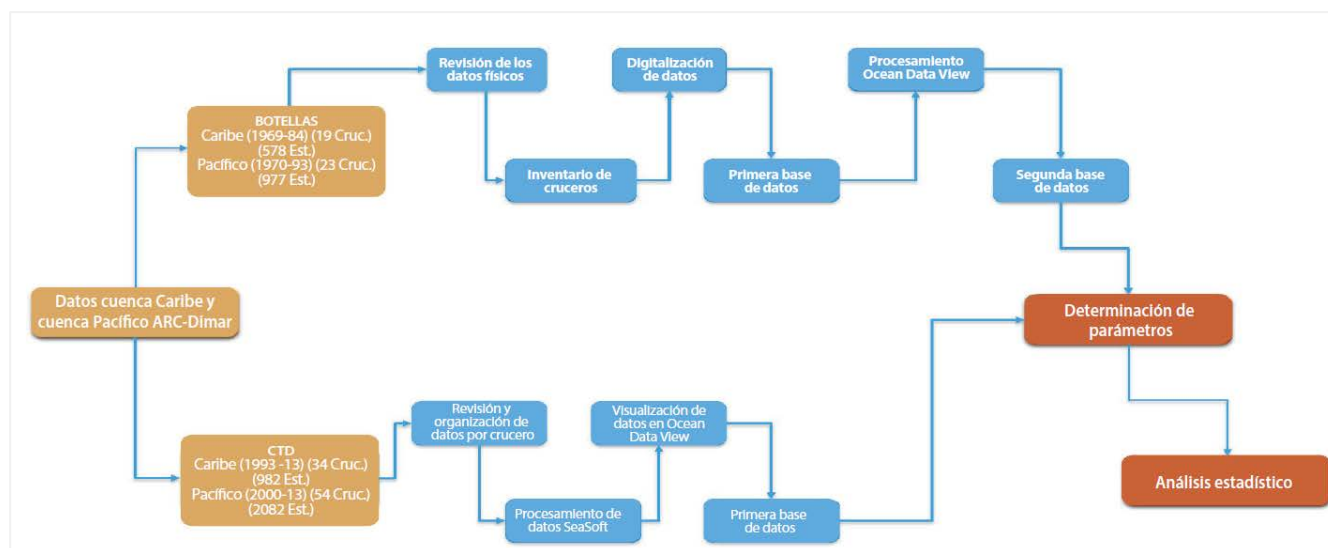 Revisión de los
datos físicos
Digitalización
de datos
Procesamiento
Ocean Data View
BOTELLAS
Caribe (1969-84) (19 Cruc.)
(578 Est.)
Pacífico (1970-93) (23 Cruc.)
(977 Est.)
Inventario de
cruceros
Primera base
de datos
Segunda base
de datos
Datos cuenca Caribe y
cuenca Pacífico ARC-Dimar
Determinación de
parámetros
CTD
Caribe (1993 -13) (34 Cruc.)
(982 Est.)
Pacífico (2000-13) (54 Cruc.)
(2082 Est.)
Revisión y
organización de
datos por crucero
Visualización de
datos en Ocean
Data View
Procesamiento de
datos SeaSoft
Primera base
de datos
Análisis estadístico